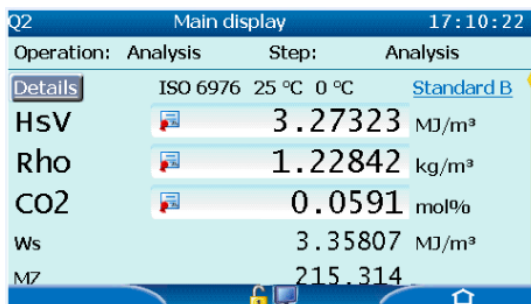 Q2 Main display 17:10:22
Operation: Analysis Step: Analysis
Details ISO 6976 25 °C 0 °C Standard B
HsV 3.27323 MJ/m³
Rho 1.22842 kg/m³
CO2 0.0591 mol%
Ws 3.35807 MJ/m³
MZ 215.314